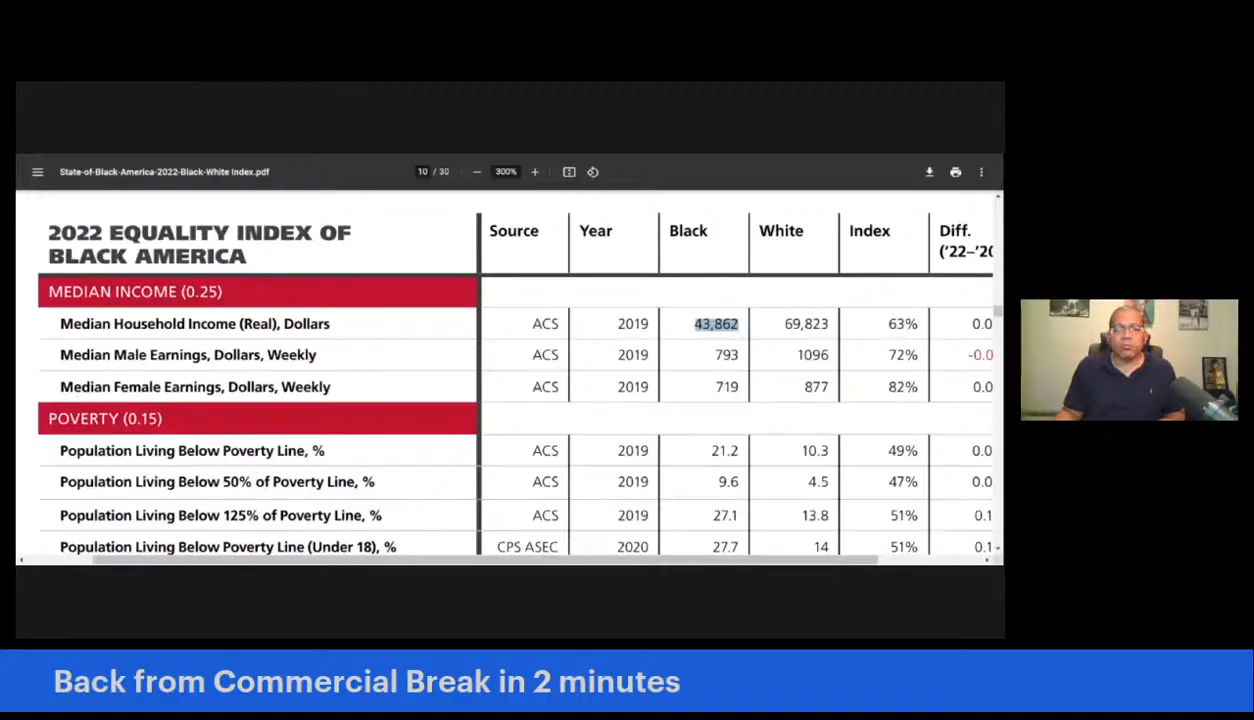 State-of-Black-America-2022-Black-White Index.pdf 10 / 30 300%
2022 EQUALITY INDEX OF
BLACK AMERICA
Source Year Black White Index Diff.
('22–'20
MEDIAN INCOME (0.25)
Median Household Income (Real), Dollars ACS 2019 43,862 69,823 63% 0.0
Median Male Earnings, Dollars, Weekly ACS 2019 793 1096 72% -0.0
Median Female Earnings, Dollars, Weekly ACS 2019 719 877 82% 0.0
POVERTY (0.15)
Population Living Below Poverty Line, % ACS 2019 21.2 10.3 49% 0.0
Population Living Below 50% of Poverty Line, % ACS 2019 9.6 4.5 47% 0.0
Population Living Below 125% of Poverty Line, % ACS 2019 27.1 13.8 51% 0.1
Population Living Below Poverty Line (Under 18), % CPS ASEC 2020 27.7 14 51% 0.1
Back from Commercial Break in 2 minutes